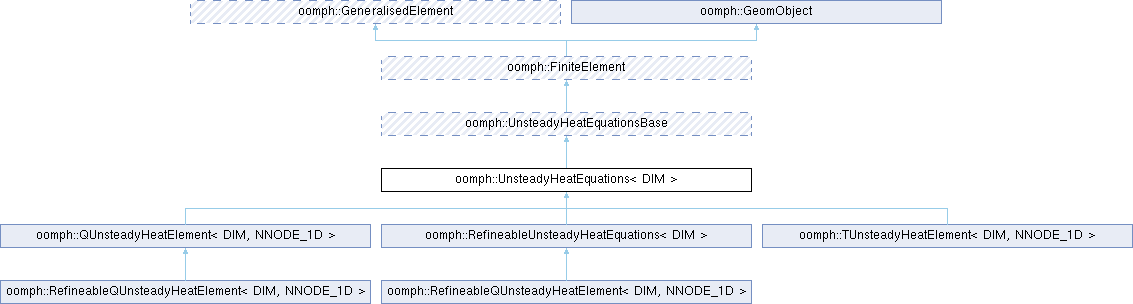 oomph::GeneralisedElement
oomph::GeomObject
oomph::FiniteElement
oomph::UnsteadyHeatEquationsBase
oomph::UnsteadyHeatEquations< DIM >
oomph::QUnsteadyHeatElement< DIM, NNODE_1D >
oomph::RefineableUnsteadyHeatEquations< DIM >
oomph::TUnsteadyHeatElement< DIM, NNODE_1D >
oomph::RefineableQUnsteadyHeatElement< DIM, NNODE_1D >
oomph::RefineableQUnsteadyHeatElement< DIM, NNODE_1D >